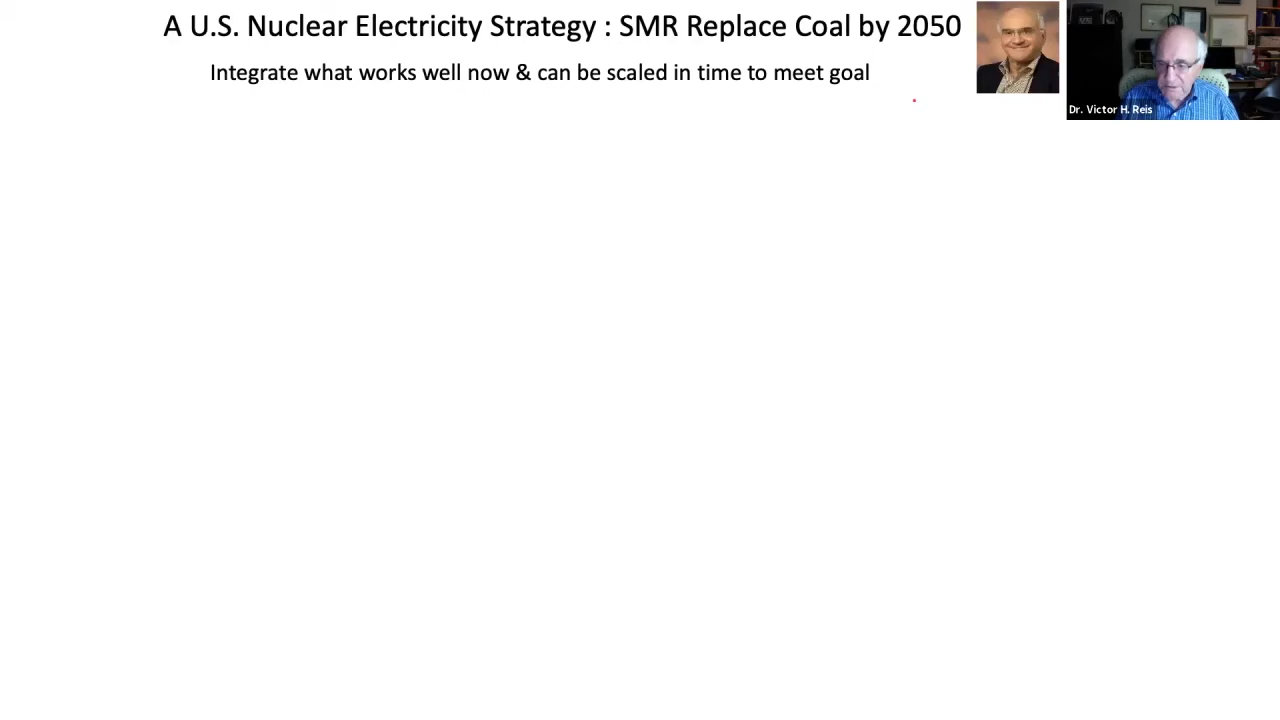 A U.S. Nuclear Electricity Strategy : SMR Replace Coal by 2050
Integrate what works well now & can be scaled in time to meet goal
Dr. Victor H. Reis